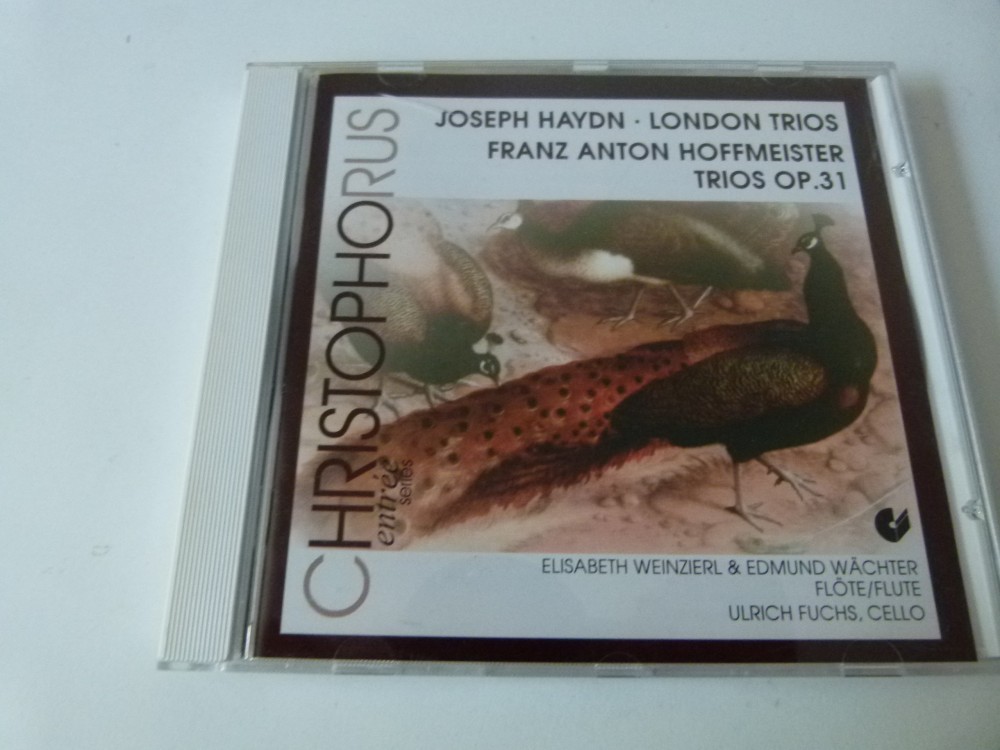 JOSEPH HAYDN · LONDON TRIOS
FRANZ ANTON HOFFMEISTER
TRIOS OP.31
CHRISTOPHORUS
entrée
series
ELISABETH WEINZIERL & EDMUND WÄCHTER
FLÖTE/FLUTE
ULRICH FUCHS, CELLO